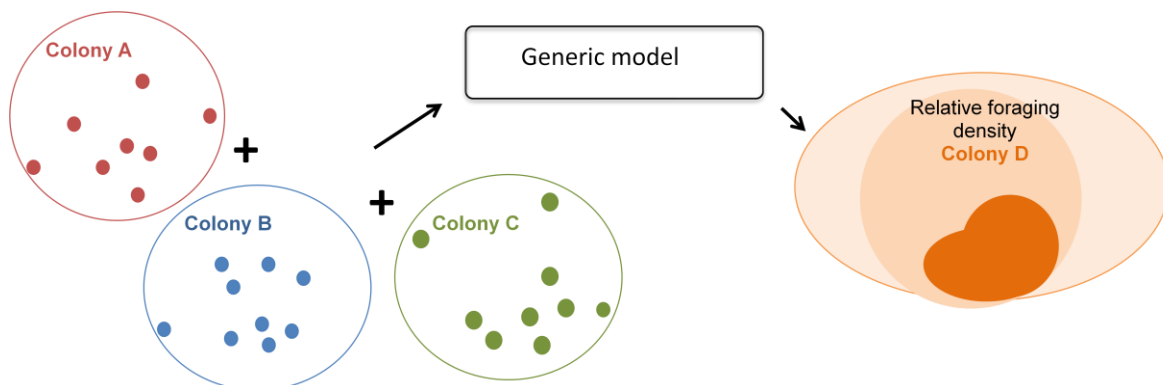 Colony A
+
Colony B
+
Colony C
Generic model
Relative foraging
density
Colony D